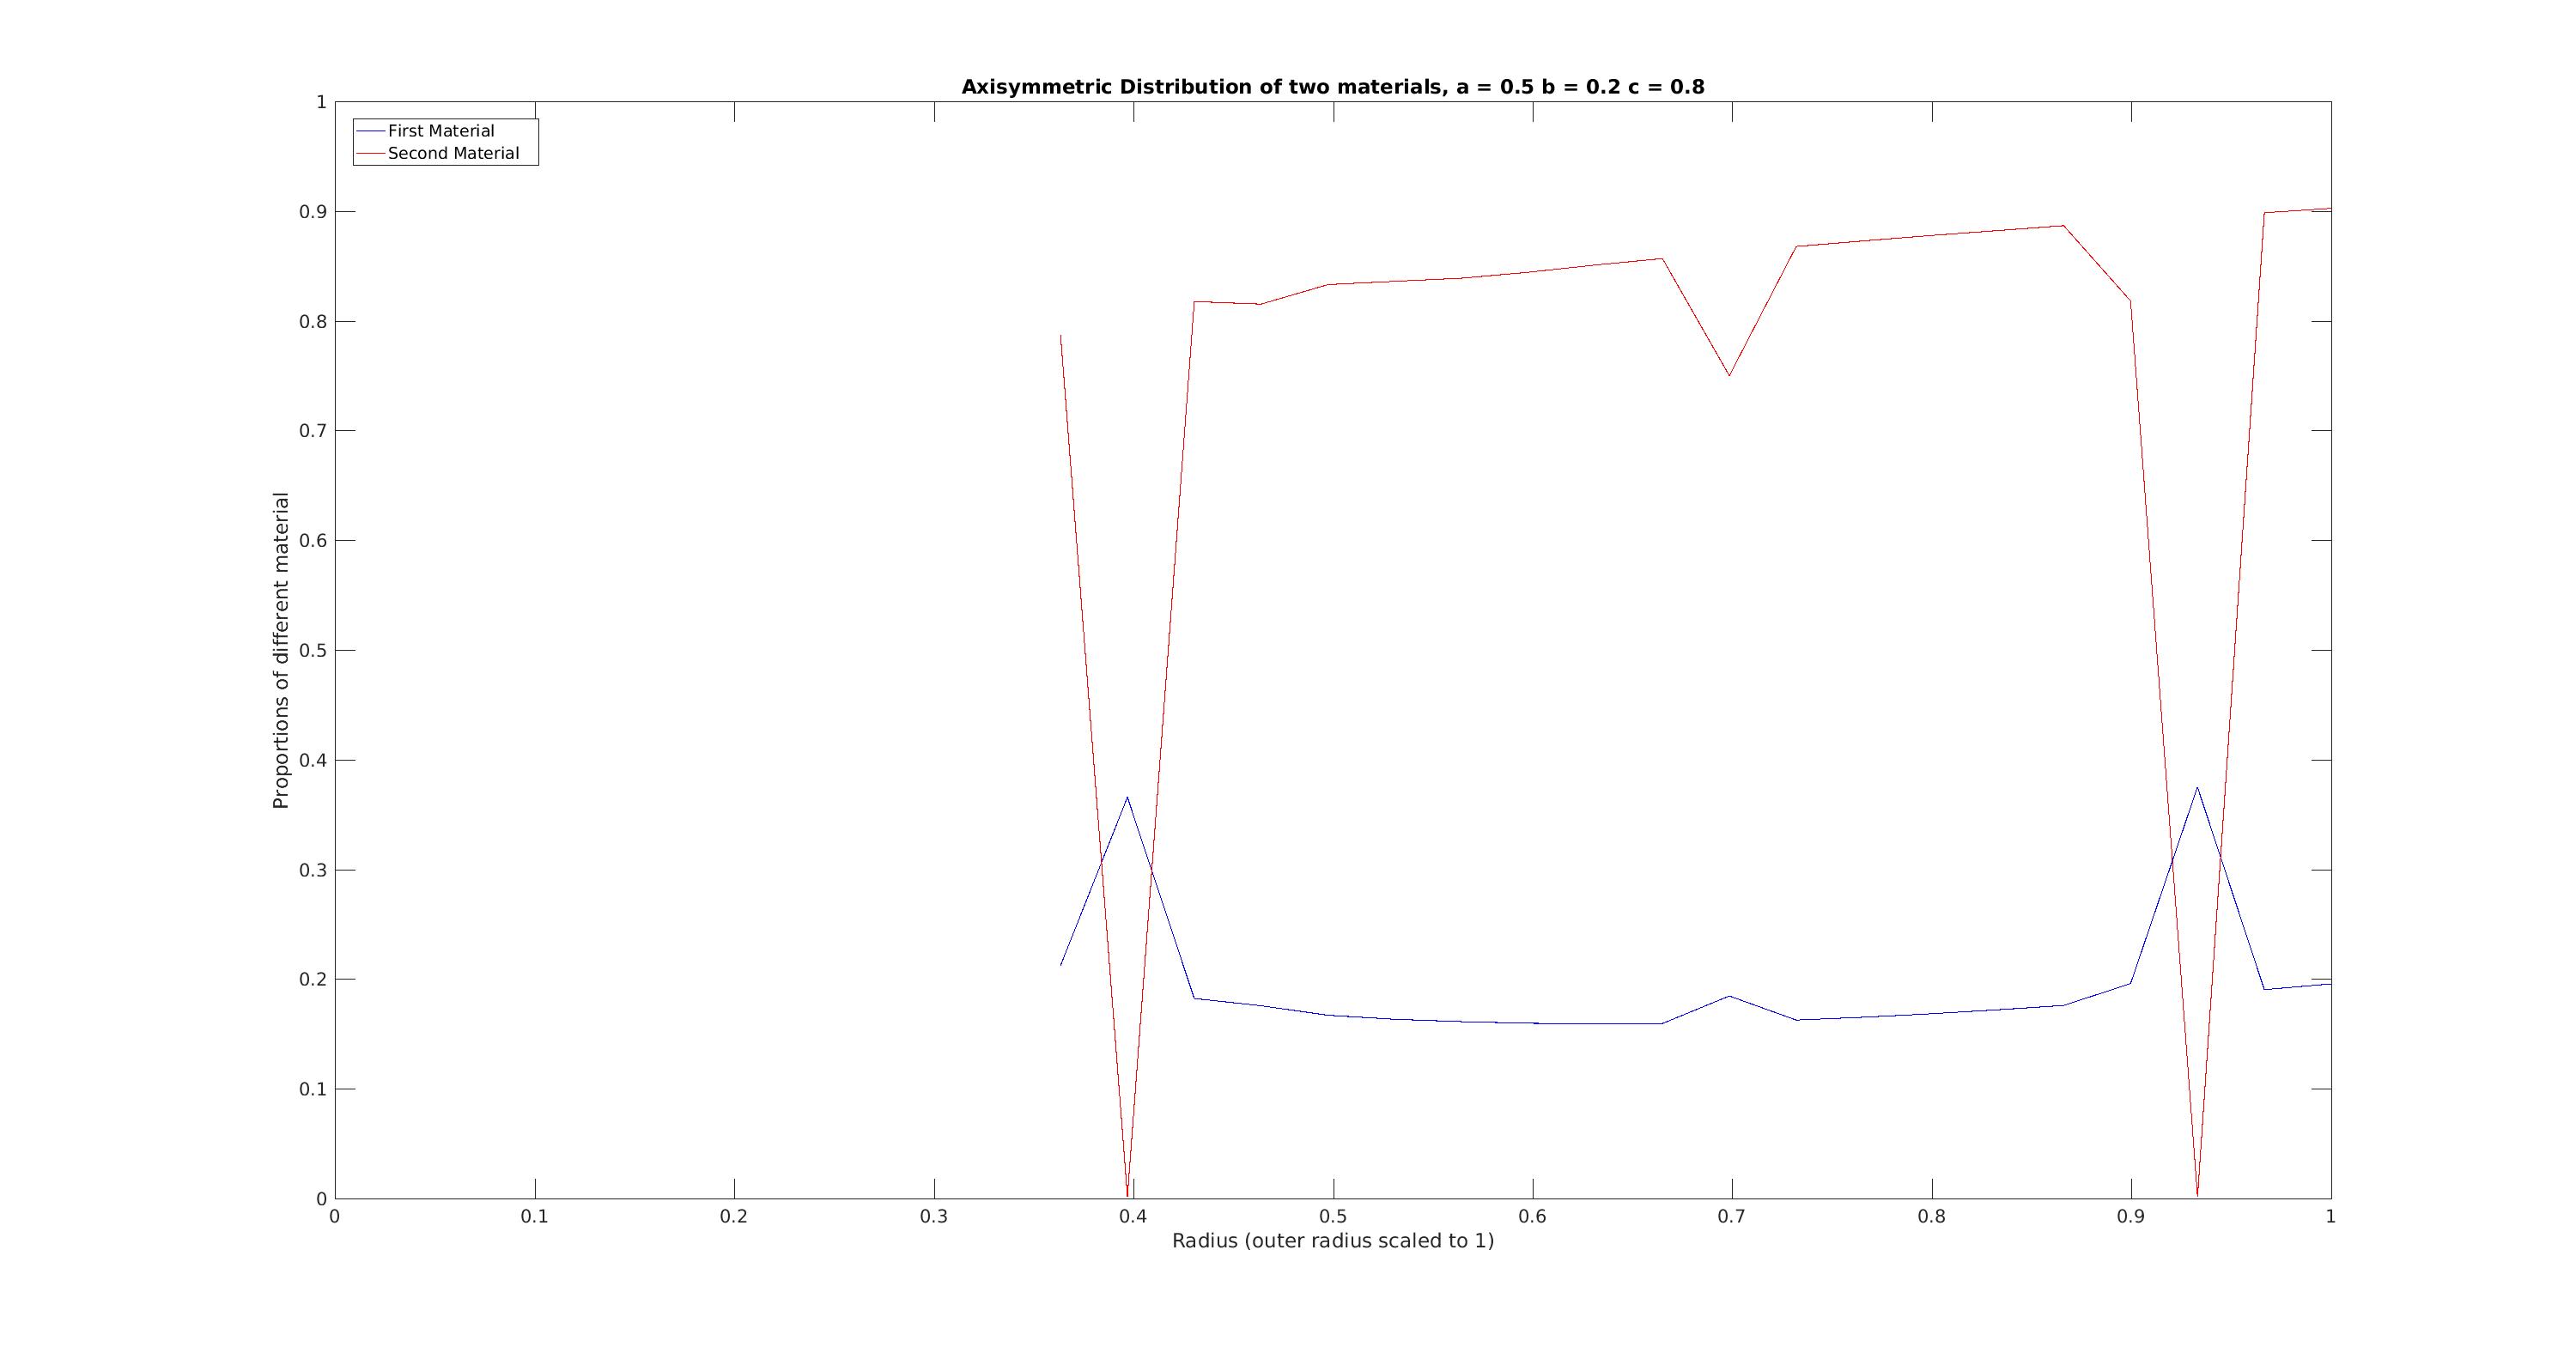 Axisymmetric Distribution of two materials, a = 0.5 b = 0.2 c = 0.8
First Material
Second Material
Proportions of different material
1
0.9
0.8
0.7
0.6
0.5
0.4
0.3
0.2
0.1
0
0 0.1 0.2 0.3 0.4 0.5 0.6 0.7 0.8 0.9 1
Radius (outer radius scaled to 1)